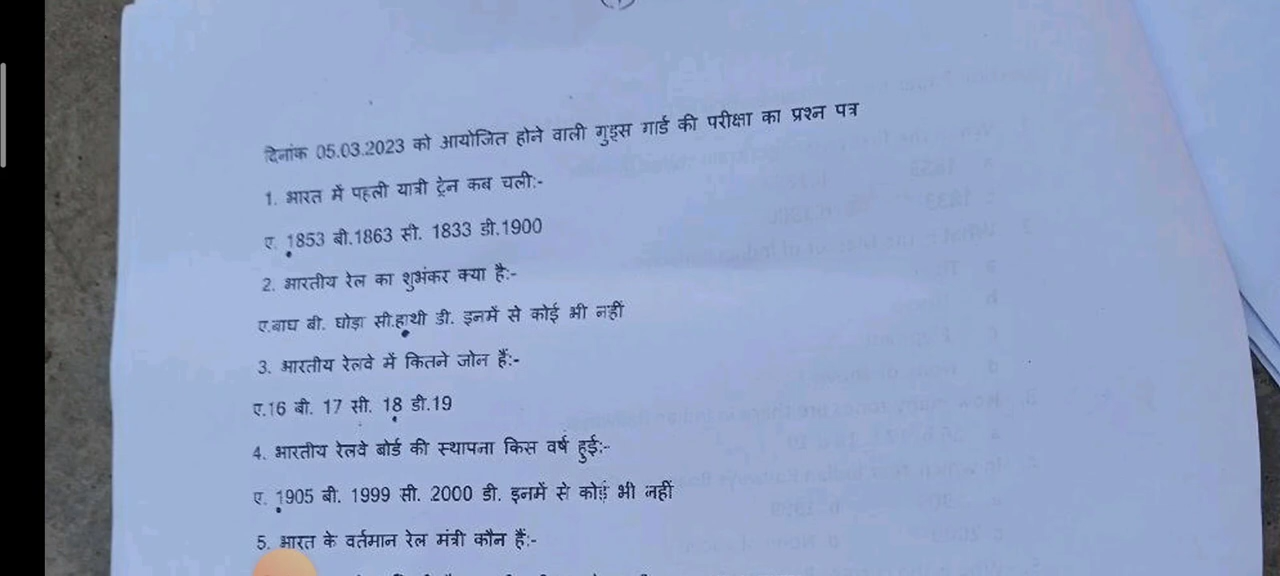 दिनांक 05.03.2023 को आयोजित होने वाली गुड्स गार्ड की परीक्षा का प्रश्न पत्र
1. भारत में पहली यात्री ट्रेन कब चली:-
ए. 1853 बी.1863 सी. 1833 डी.1900
2. भारतीय रेल का शुभंकर क्या है:-
ए.बाघ बी. घोड़ा सी.हाथी डी. इनमें से कोई भी नहीं
3. भारतीय रेलवे में कितने जोन हैं:-
ए.16 बी. 17 सी. 18 डी.19
4. भारतीय रेलवे बोर्ड की स्थापना किस वर्ष हुई:-
ए. 1905 बी. 1999 सी. 2000 डी. इनमें से कोई भी नहीं
5. भारत के वर्तमान रेल मंत्री कौन हैं:-